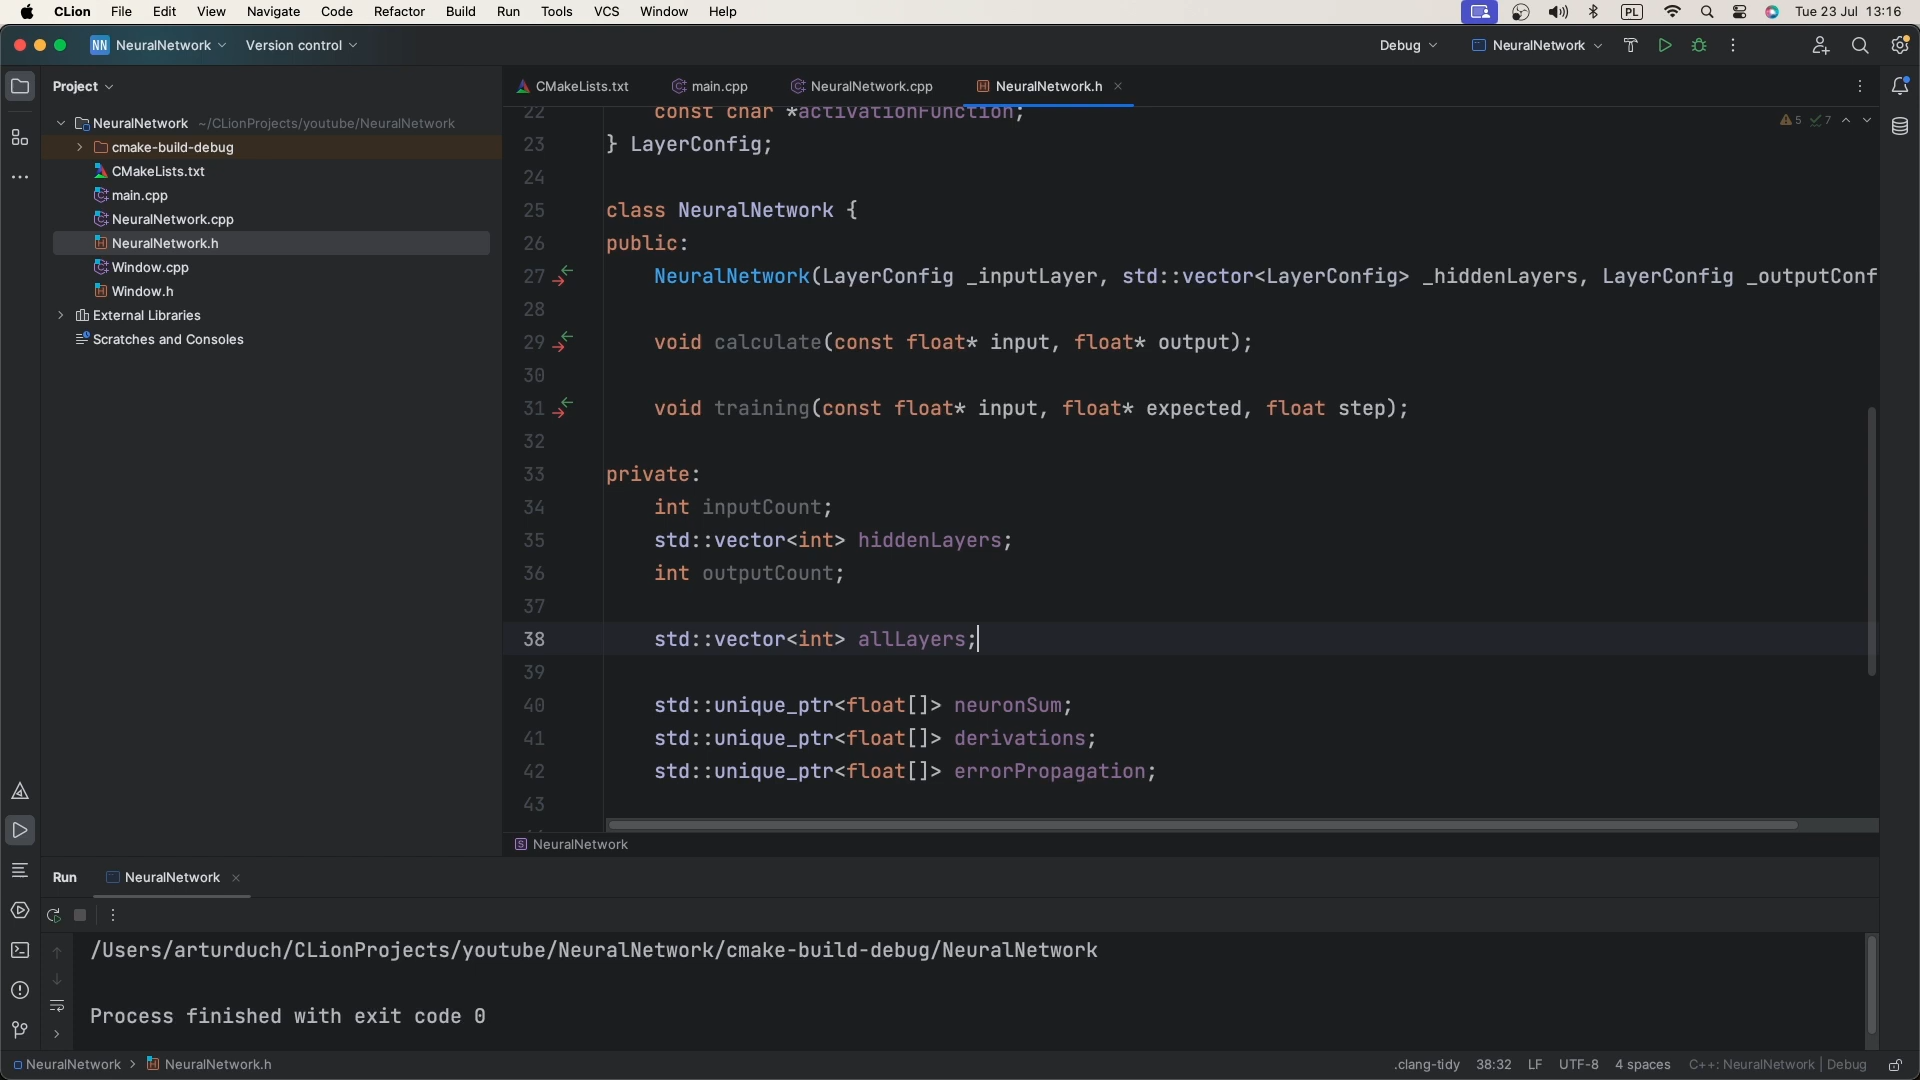 CLion File Edit View Navigate Code Refactor Build Run Tools VCS Window Help PL Tue 23 Jul 13:16
NN NeuralNetwork Version control Debug NeuralNetwork
Project
NeuralNetwork ~/CLionProjects/youtube/NeuralNetwork
cmake-build-debug
CMakeLists.txt
main.cpp
NeuralNetwork.cpp
NeuralNetwork.h
Window.cpp
Window.h
External Libraries
Scratches and Consoles
CMakeLists.txt main.cpp NeuralNetwork.cpp NeuralNetwork.h
5 7
22 const char *activationFunction;
23 } LayerConfig;
24
25 class NeuralNetwork {
26 public:
27 NeuralNetwork(LayerConfig _inputLayer, std::vector<LayerConfig> _hiddenLayers, LayerConfig _outputConf
28
29 void calculate(const float* input, float* output);
30
31 void training(const float* input, float* expected, float step);
32
33 private:
34 int inputCount;
35 std::vector<int> hiddenLayers;
36 int outputCount;
37
38 std::vector<int> allLayers;
39
40 std::unique_ptr<float[]> neuronSum;
41 std::unique_ptr<float[]> derivations;
42 std::unique_ptr<float[]> errorPropagation;
43
S NeuralNetwork
Run NeuralNetwork
/Users/arturduch/CLionProjects/youtube/NeuralNetwork/cmake-build-debug/NeuralNetwork
Process finished with exit code 0
NeuralNetwork > NeuralNetwork.h .clang-tidy 38:32 LF UTF-8 4 spaces C++: NeuralNetwork | Debug